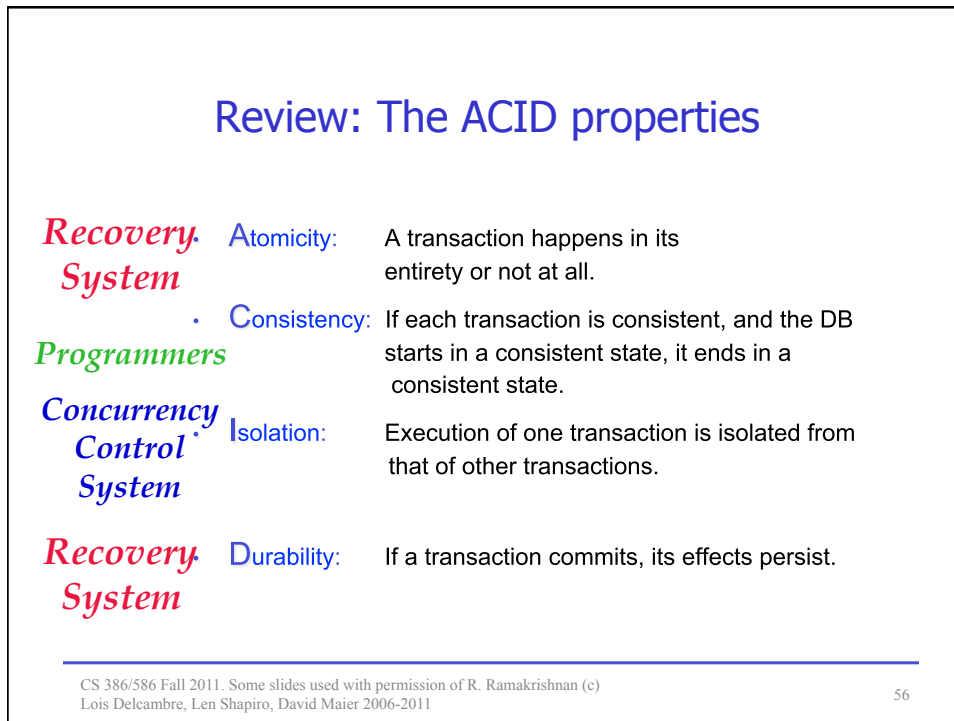 Review: The ACID properties
Recovery
System
• Atomicity: A transaction happens in its
entirety or not at all.
Programmers
• Consistency: If each transaction is consistent, and the DB
starts in a consistent state, it ends in a
consistent state.
Concurrency
Control
System
• Isolation: Execution of one transaction is isolated from
that of other transactions.
Recovery
System
• Durability: If a transaction commits, its effects persist.
CS 386/586 Fall 2011. Some slides used with permission of R. Ramakrishnan (c)
Lois Delcambre, Len Shapiro, David Maier 2006-2011
56